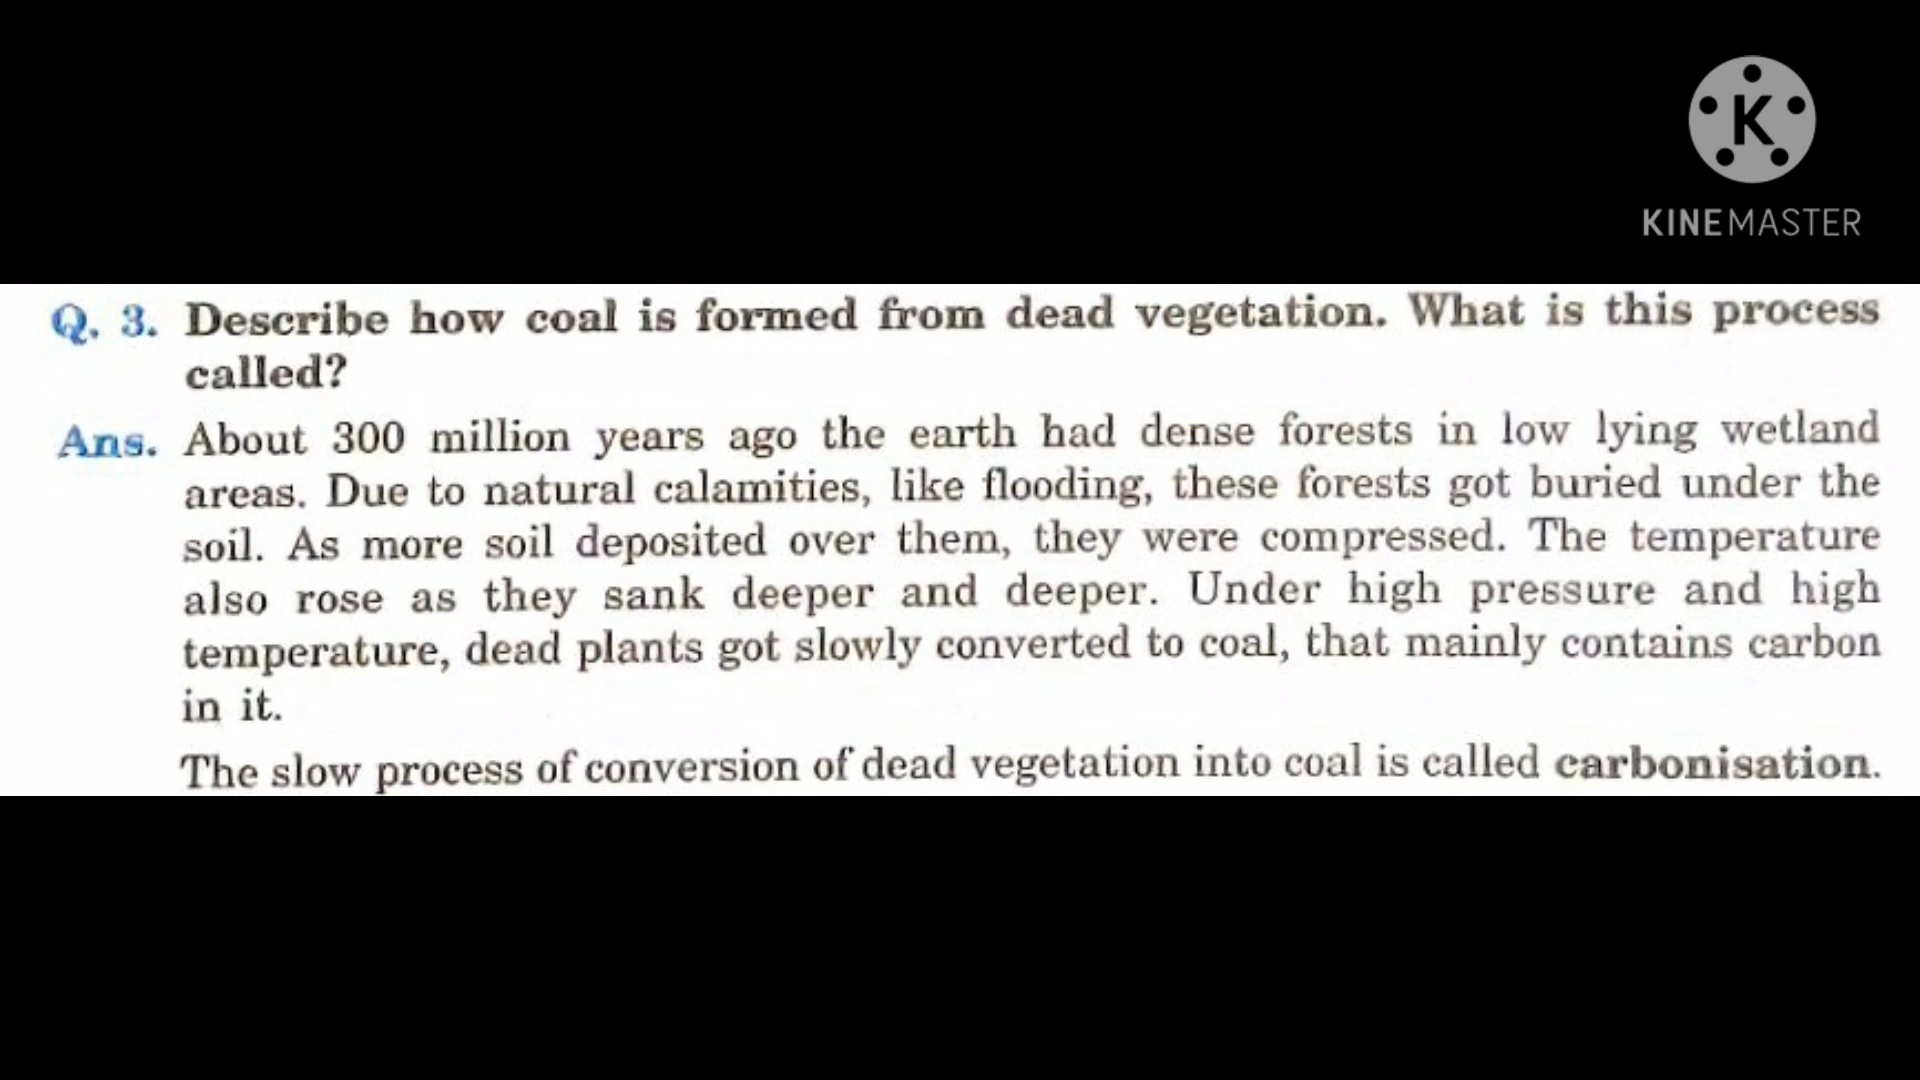 K
KINEMASTER
Q. 3. Describe how coal is formed from dead vegetation. What is this process
called?
Ans. About 300 million years ago the earth had dense forests in low lying wetland
areas. Due to natural calamities, like flooding, these forests got buried under the
soil. As more soil deposited over them, they were compressed. The temperature
also rose as they sank deeper and deeper. Under high pressure and high
temperature, dead plants got slowly converted to coal, that mainly contains carbon
in it.
The slow process of conversion of dead vegetation into coal is called carbonisation.